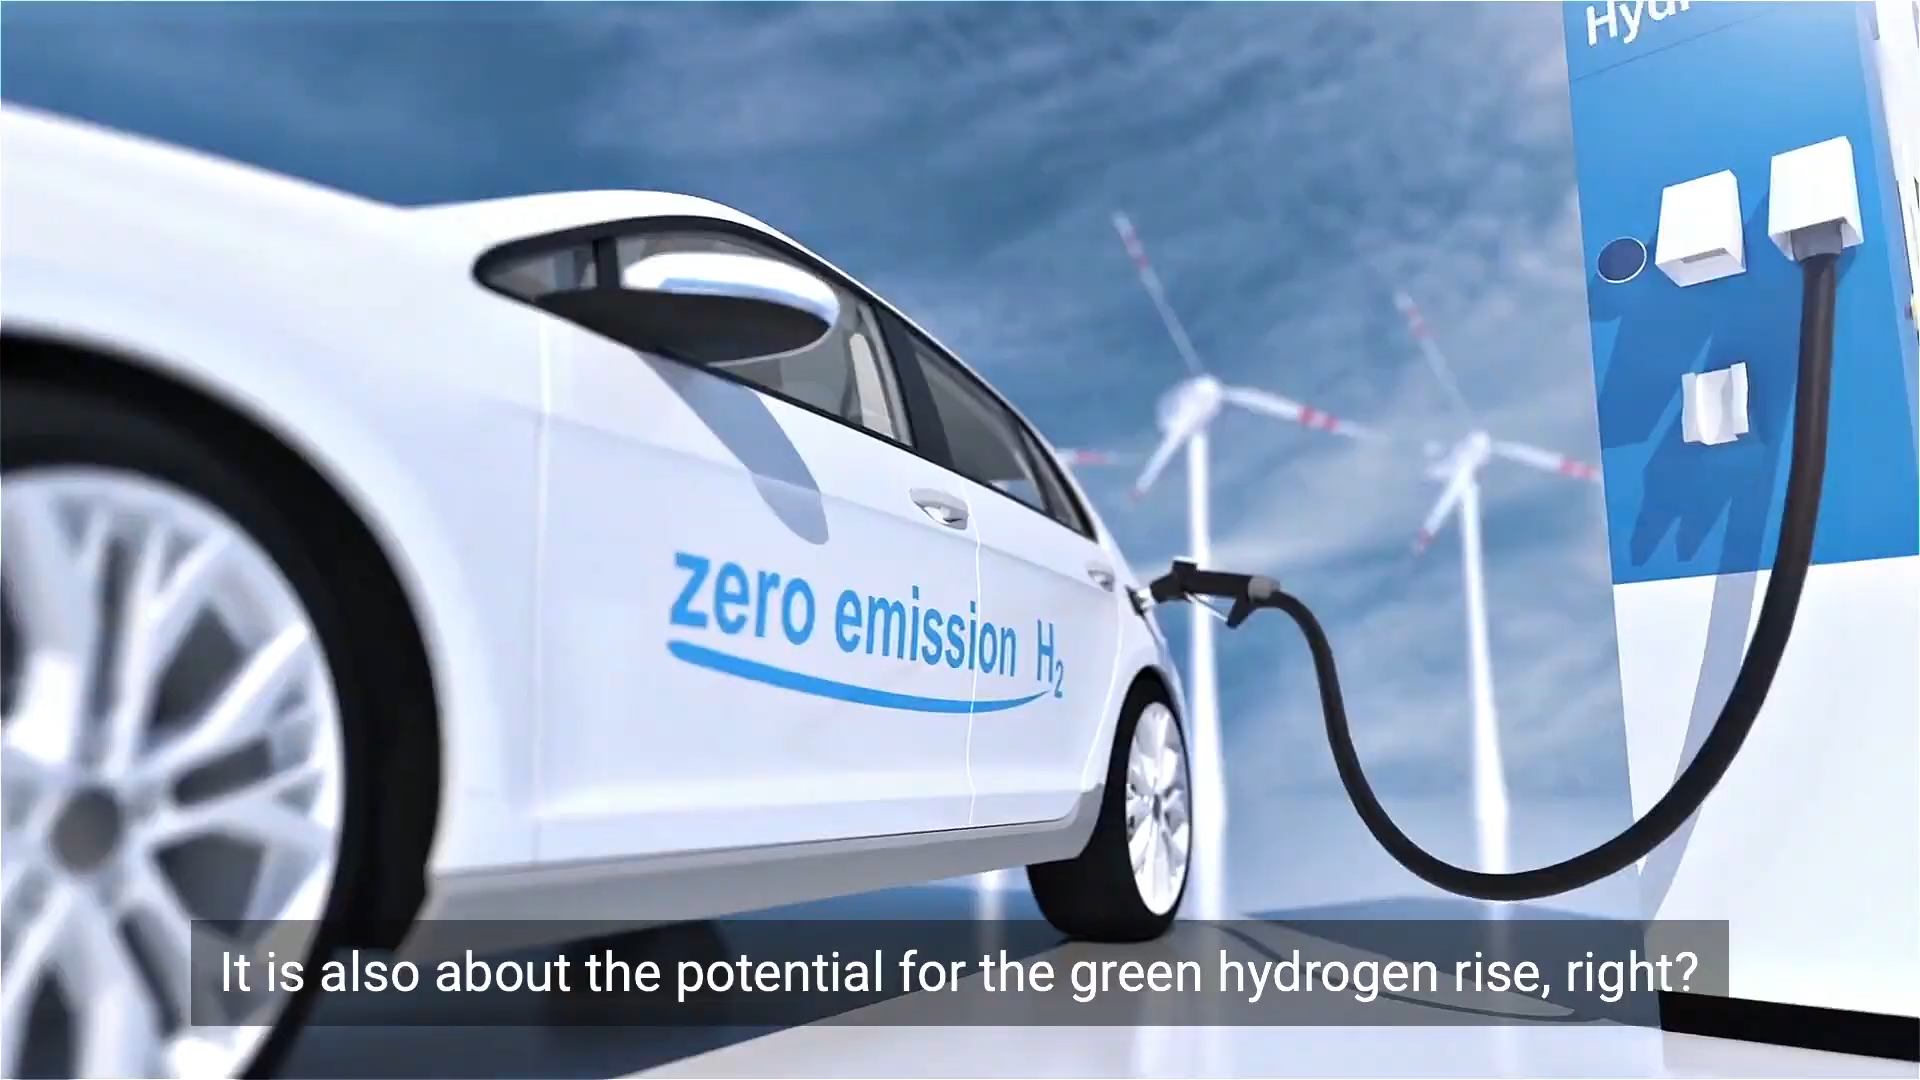 zero emission H₂
It is also about the potential for the green hydrogen rise, right?